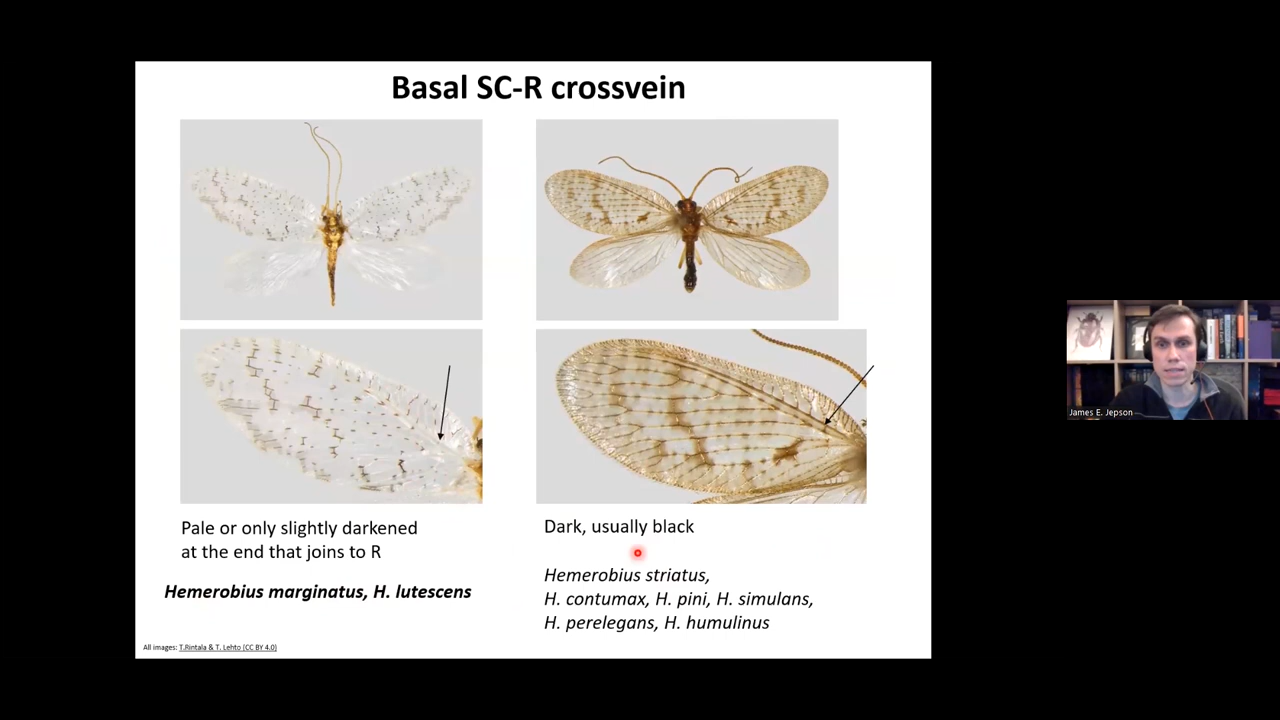 Basal SC-R crossvein
Pale or only slightly darkened
at the end that joins to R
Hemerobius marginatus, H. lutescens
Dark, usually black
Hemerobius striatus,
H. contumax, H. pini, H. simulans,
H. perelegans, H. humulinus
All images: T.Rintala & T. Lehto (CC BY 4.0)
James E. Jepson